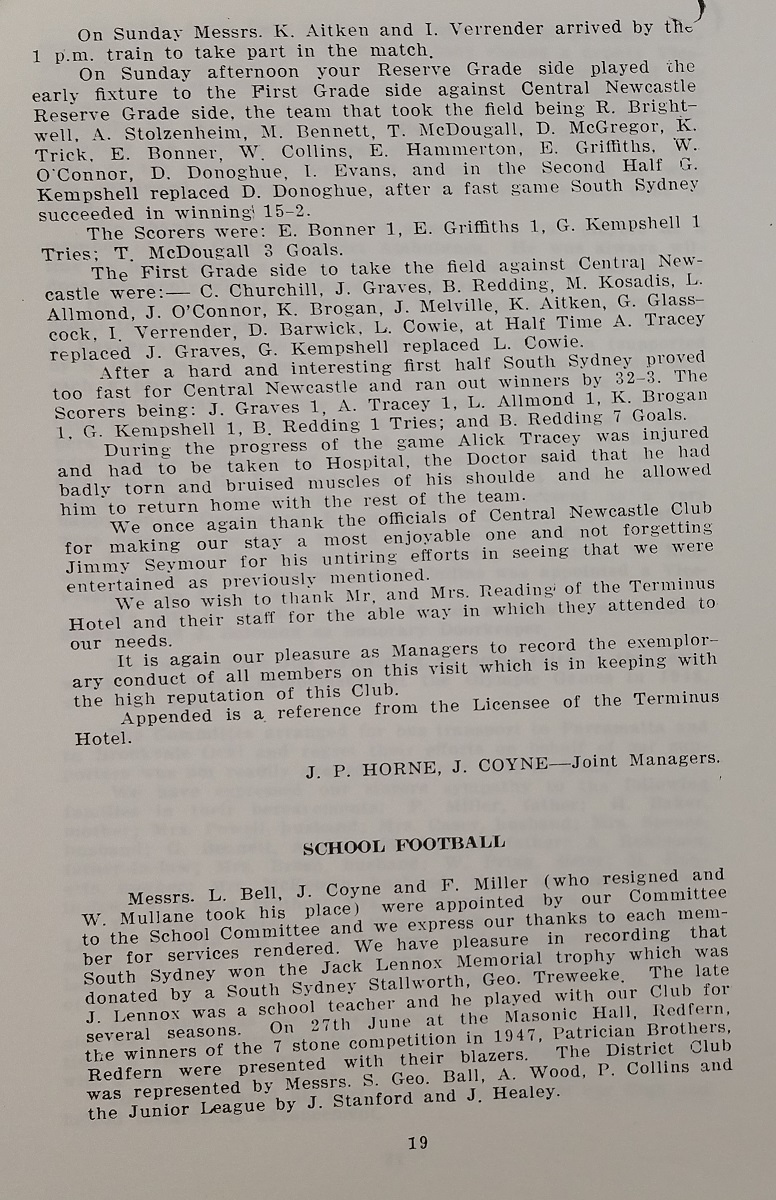 On Sunday Messrs. K. Aitken and I. Verrender arrived by the
1 p.m. train to take part in the match.
On Sunday afternoon your Reserve Grade side played the
early fixture to the First Grade side against Central Newcastle
Reserve Grade side, the team that took the field being R. Bright-
well, A. Stolzenheim, M. Bennett, T. McDougall, D. McGregor, K.
Trick, E. Bonner, W. Collins, E. Hammerton, E. Griffiths, W.
O'Connor, D. Donoghue, I. Evans, and in the Second Half G.
Kempshell replaced D. Donoghue, after a fast game South Sydney
succeeded in winning 15-2.
The Scorers were: E. Bonner 1, E. Griffiths 1, G. Kempshell 1
Tries; T. McDougall 3 Goals.
The First Grade side to take the field against Central New-
castle were:— C. Churchill, J. Graves, B. Redding, M. Kosadis, L.
Allmond, J. O'Connor, K. Brogan, J. Melville, K. Aitken, G. Glass-
cock, I. Verrender, D. Barwick, L. Cowie, at Half Time A. Tracey
replaced J. Graves, G. Kempshell replaced L. Cowie.
After a hard and interesting first half South Sydney proved
too fast for Central Newcastle and ran out winners by 32-3. The
Scorers being: J. Graves 1, A. Tracey 1, L. Allmond 1, K. Brogan
1, G. Kempshell 1, B. Redding 1 Tries; and B. Redding 7 Goals.
During the progress of the game Alick Tracey was injured
and had to be taken to Hospital, the Doctor said that he had
badly torn and bruised muscles of his shoulde and he allowed
him to return home with the rest of the team.
We once again thank the officials of Central Newcastle Club
for making our stay a most enjoyable one and not forgetting
Jimmy Seymour for his untiring efforts in seeing that we were
entertained as previously mentioned.
We also wish to thank Mr. and Mrs. Reading of the Terminus
Hotel and their staff for the able way in which they attended to
our needs.
It is again our pleasure as Managers to record the exemplor-
ary conduct of all members on this visit which is in keeping with
the high reputation of this Club.
Appended is a reference from the Licensee of the Terminus
Hotel.
J. P. HORNE, J. COYNE—Joint Managers.
SCHOOL FOOTBALL
Messrs. L. Bell, J. Coyne and F. Miller (who resigned and
W. Mullane took his place) were appointed by our Committee
to the School Committee and we express our thanks to each mem-
ber for services rendered. We have pleasure in recording that
South Sydney won the Jack Lennox Memorial trophy which was
donated by a South Sydney Stallworth, Geo. Treweeke. The late
J. Lennox was a school teacher and he played with our Club for
several seasons. On 27th June at the Masonic Hall, Redfern,
the winners of the 7 stone competition in 1947, Patrician Brothers,
Redfern were presented with their blazers. The District Club
was represented by Messrs. S. Geo. Ball, A. Wood, P. Collins and
the Junior League by J. Stanford and J. Healey.
19